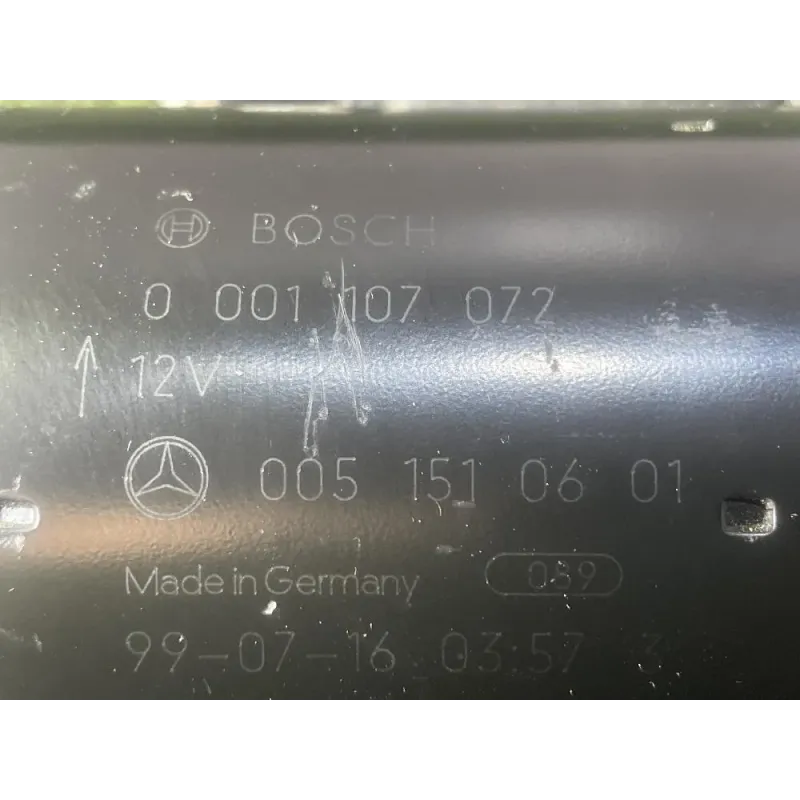 H BOSCH
0 001 107 072
12V
005 151 06 01
Made in Germany 089
99-07-16 03:57 3